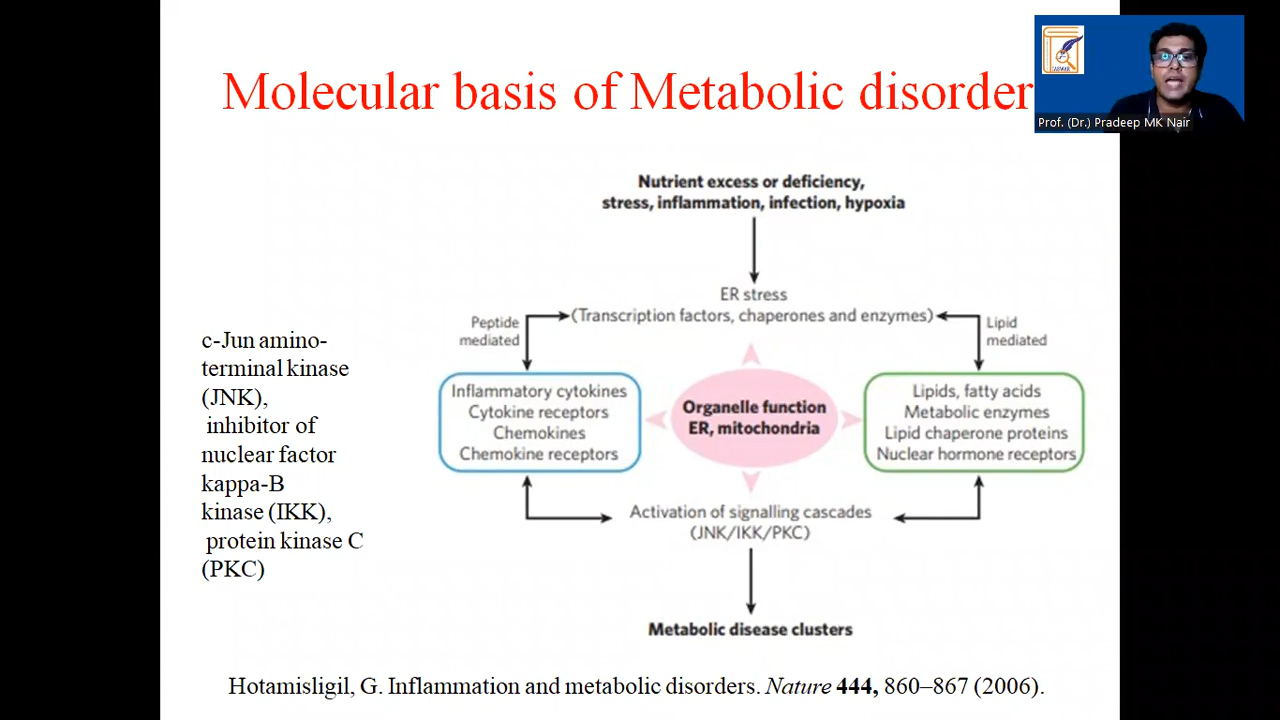 Molecular basis of Metabolic disorder
Prof. (Dr.) Pradeep MK Nair
Nutrient excess or deficiency,
stress, inflammation, infection, hypoxia
ER stress
(Transcription factors, chaperones and enzymes)
Peptide
mediated
Lipid
mediated
c-Jun amino-
terminal kinase
(JNK),
inhibitor of
nuclear factor
kappa-B
kinase (IKK),
protein kinase C
(PKC)
Inflammatory cytokines
Cytokine receptors
Chemokines
Chemokine receptors
Organelle function
ER, mitochondria
Lipids, fatty acids
Metabolic enzymes
Lipid chaperone proteins
Nuclear hormone receptors
Activation of signalling cascades
(JNK/IKK/PKC)
Metabolic disease clusters
Hotamisligil, G. Inflammation and metabolic disorders. Nature 444, 860–867 (2006).